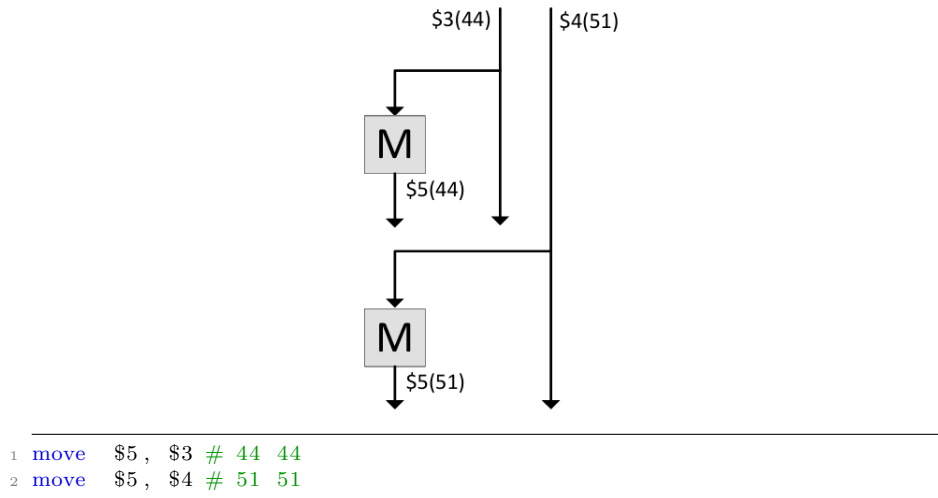 $3(44) $4(51)
M
$5(44)
M
$5(51)
1 move $5, $3 # 44 44
2 move $5, $4 # 51 51